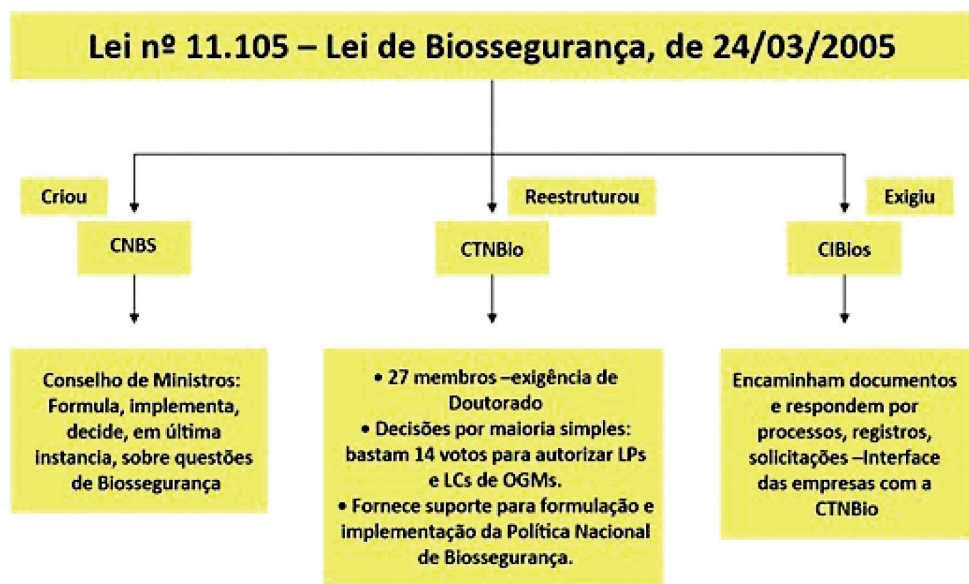 Lei nº 11.105 – Lei de Biossegurança, de 24/03/2005
Criou
CNBS
Conselho de Ministros:
Formula, implementa,
decide, em última
instancia, sobre questões
de Biossegurança
Reestruturou
CTNBio
• 27 membros –exigência de
Doutorado
• Decisões por maioria simples:
bastam 14 votos para autorizar LPs
e LCs de OGMs.
• Fornece suporte para formulação e
implementação da Política Nacional
de Biossegurança.
Exigiu
CIBios
Encaminham documentos
e respondem por
processos, registros,
solicitações –Interface
das empresas com a
CTNBio